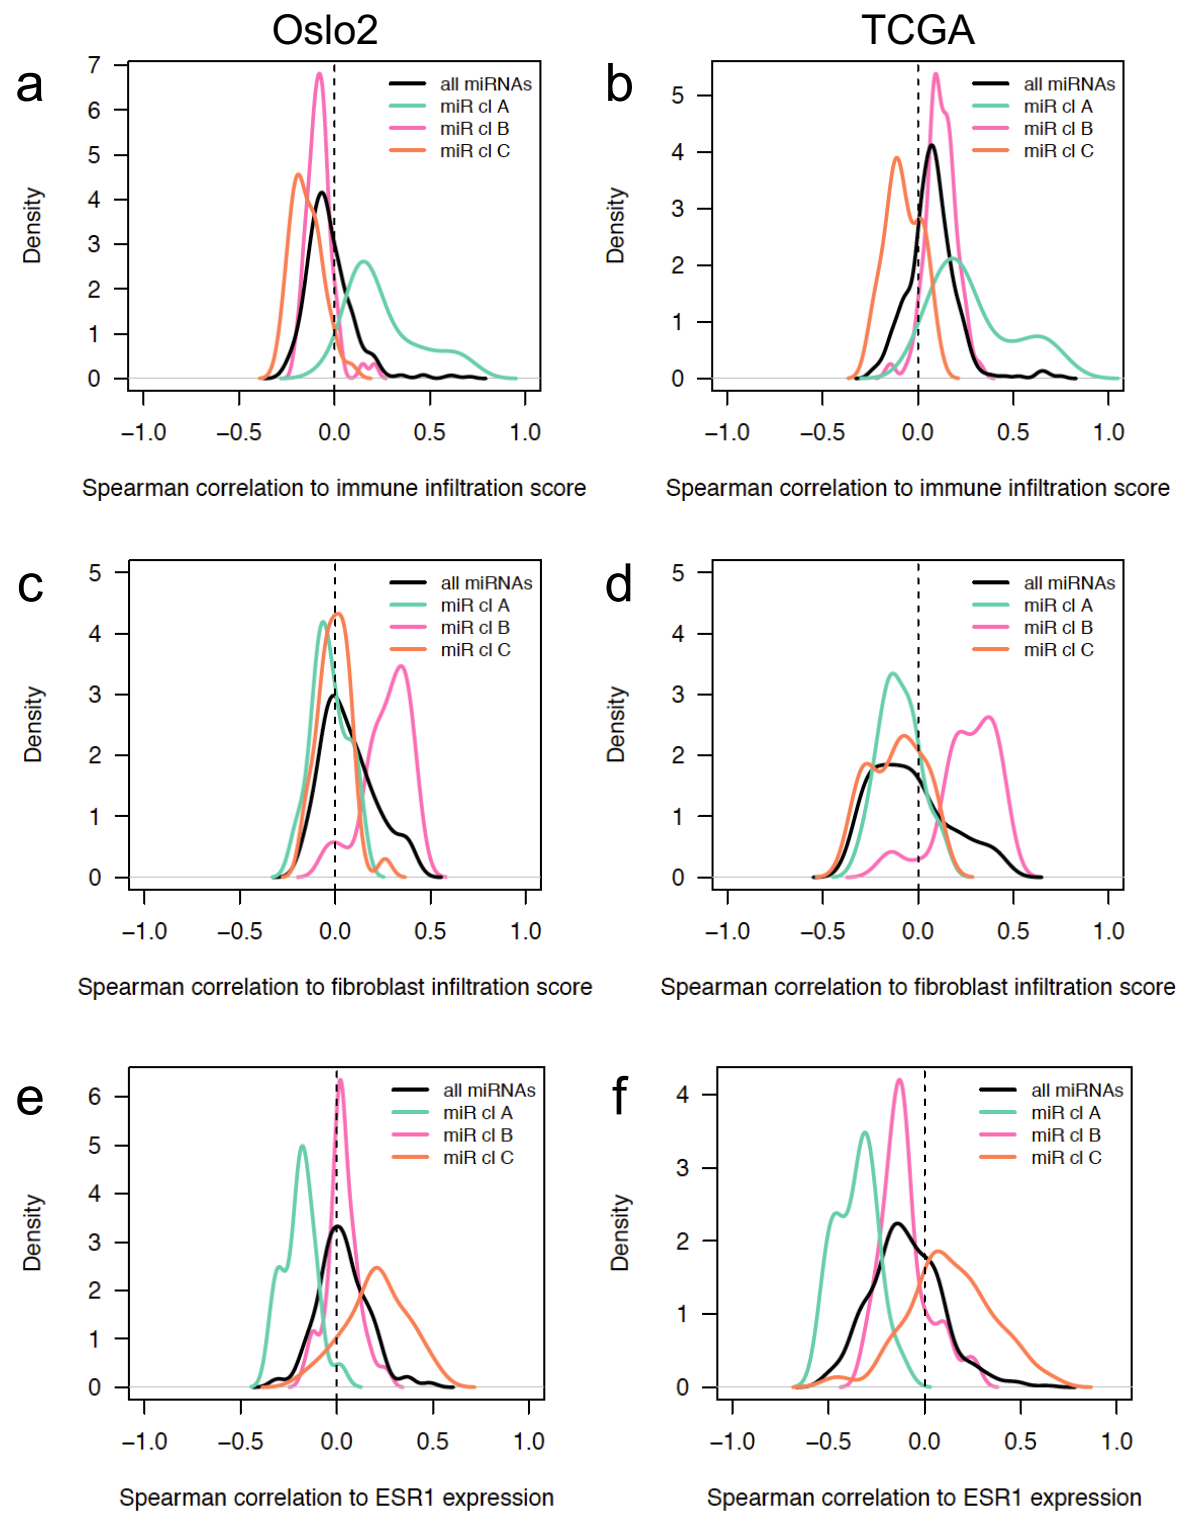 Oslo2
TCGA
a
7
6
5
4
3
2
1
0
Density
all miRNAs
miR cl A
miR cl B
miR cl C
−1.0 −0.5 0.0 0.5 1.0
Spearman correlation to immune infiltration score
b
5
4
3
2
1
0
Density
all miRNAs
miR cl A
miR cl B
miR cl C
−1.0 −0.5 0.0 0.5 1.0
Spearman correlation to immune infiltration score
c
5
4
3
2
1
0
Density
all miRNAs
miR cl A
miR cl B
miR cl C
−1.0 −0.5 0.0 0.5 1.0
Spearman correlation to fibroblast infiltration score
d
5
4
3
2
1
0
Density
all miRNAs
miR cl A
miR cl B
miR cl C
−1.0 −0.5 0.0 0.5 1.0
Spearman correlation to fibroblast infiltration score
e
6
5
4
3
2
1
0
Density
all miRNAs
miR cl A
miR cl B
miR cl C
−1.0 −0.5 0.0 0.5 1.0
Spearman correlation to ESR1 expression
f
4
3
2
1
0
Density
all miRNAs
miR cl A
miR cl B
miR cl C
−1.0 −0.5 0.0 0.5 1.0
Spearman correlation to ESR1 expression